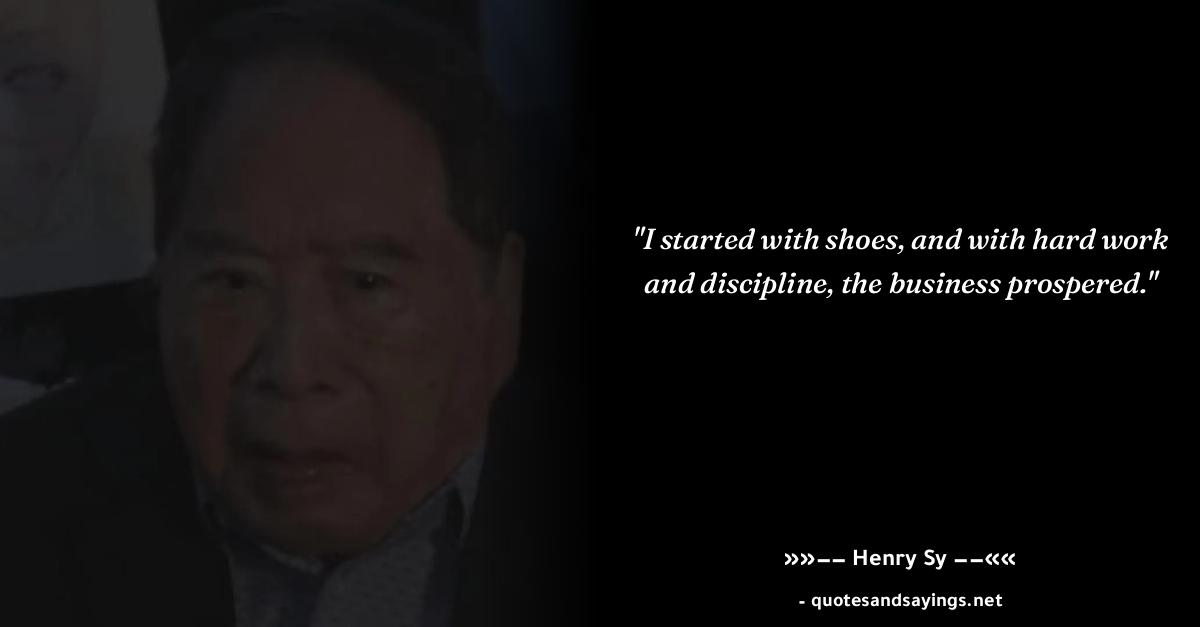 "I started with shoes, and with hard work
and discipline, the business prospered."
»»−− Henry Sy −−««
- quotesandsayings.net